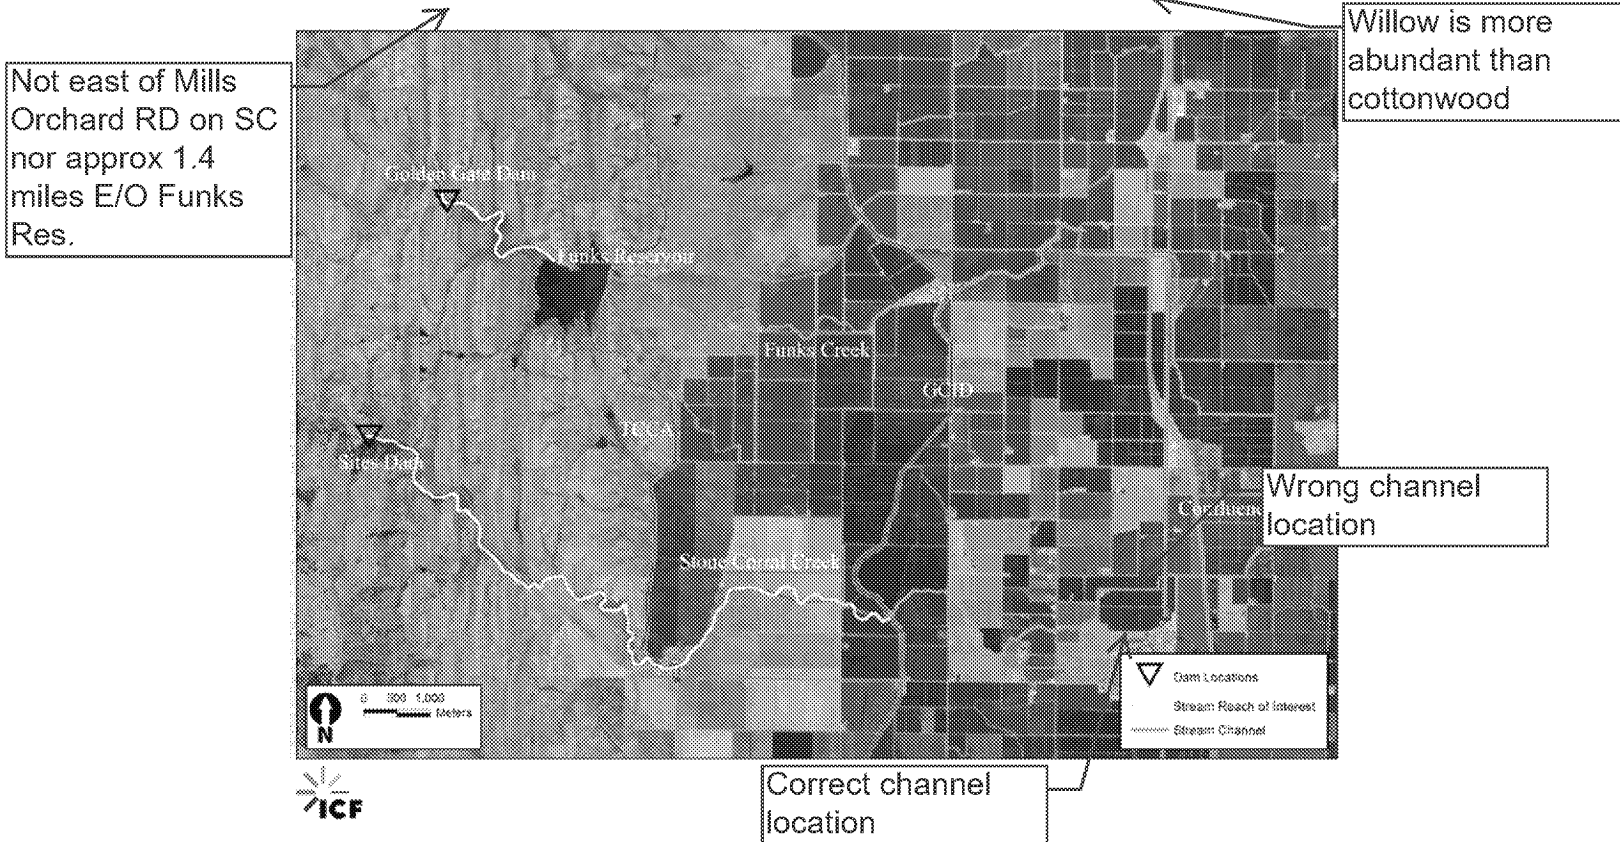 Willow is more
abundant than
cottonwood
Not east of Mills
Orchard RD on SC
nor approx 1.4
miles E/O Funks
Res.
Golden Gate Dam
Funks Reservoir
Funks Creek
GCID
TCCA
Sites Dam
Wrong channel
location
Stone Corral Creek
Dam Locations
Stream Reach of Interest
Stream Channel
0 500 1,000
Meters
N
ICF
Correct channel
location